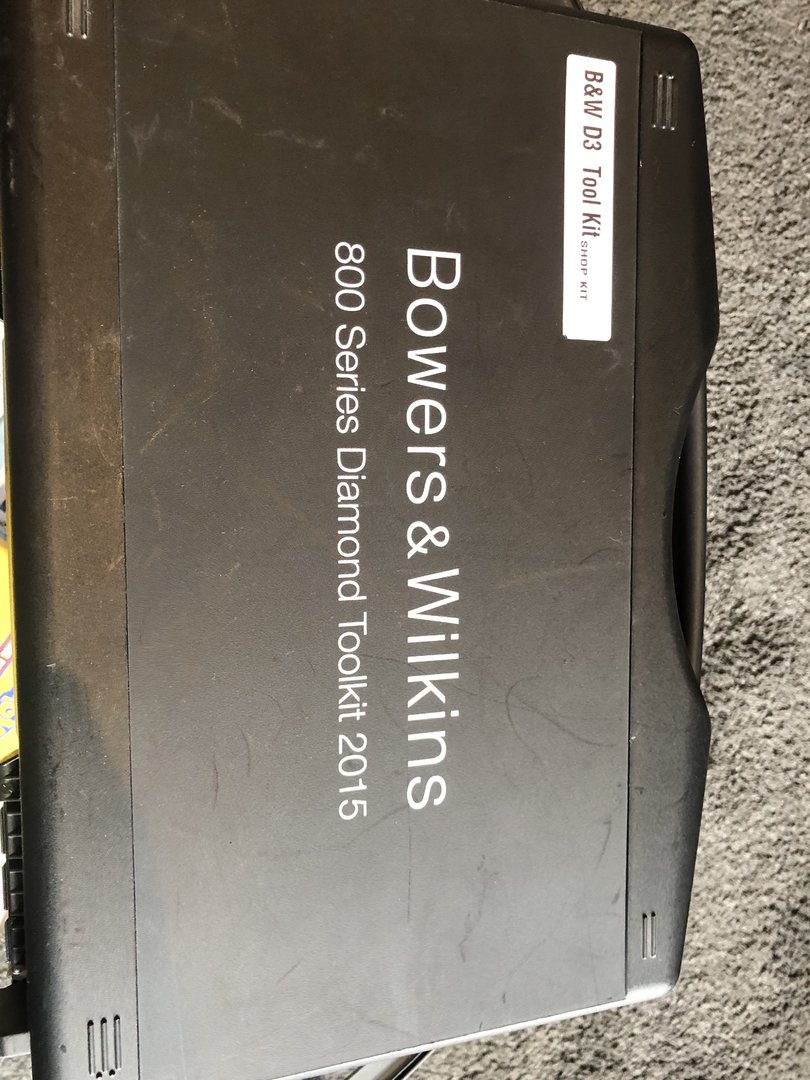 B&W D3 Tool Kit SHOP KIT
Bowers & Wilkins
800 Series Diamond Toolkit 2015